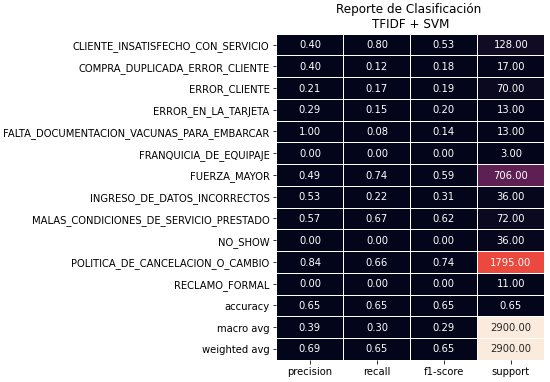 Reporte de Clasificación
TFIDF + SVM
CLIENTE_INSATISFECHO_CON_SERVICIO 0.40 0.80 0.53 128.00
COMPRA_DUPLICADA_ERROR_CLIENTE 0.40 0.12 0.18 17.00
ERROR_CLIENTE 0.21 0.17 0.19 70.00
ERROR_EN_LA_TARJETA 0.29 0.15 0.20 13.00
FALTA_DOCUMENTACION_VACUNAS_PARA_EMBARCAR 1.00 0.08 0.14 13.00
FRANQUICIA_DE_EQUIPAJE 0.00 0.00 0.00 3.00
FUERZA_MAYOR 0.49 0.74 0.59 706.00
INGRESO_DE_DATOS_INCORRECTOS 0.53 0.22 0.31 36.00
MALAS_CONDICIONES_DE_SERVICIO_PRESTADO 0.57 0.67 0.62 72.00
NO_SHOW 0.00 0.00 0.00 36.00
POLITICA_DE_CANCELACION_O_CAMBIO 0.84 0.66 0.74 1795.00
RECLAMO_FORMAL 0.00 0.00 0.00 11.00
accuracy 0.65 0.65 0.65 0.65
macro avg 0.39 0.30 0.29 2900.00
weighted avg 0.69 0.65 0.65 2900.00
precision recall f1-score support